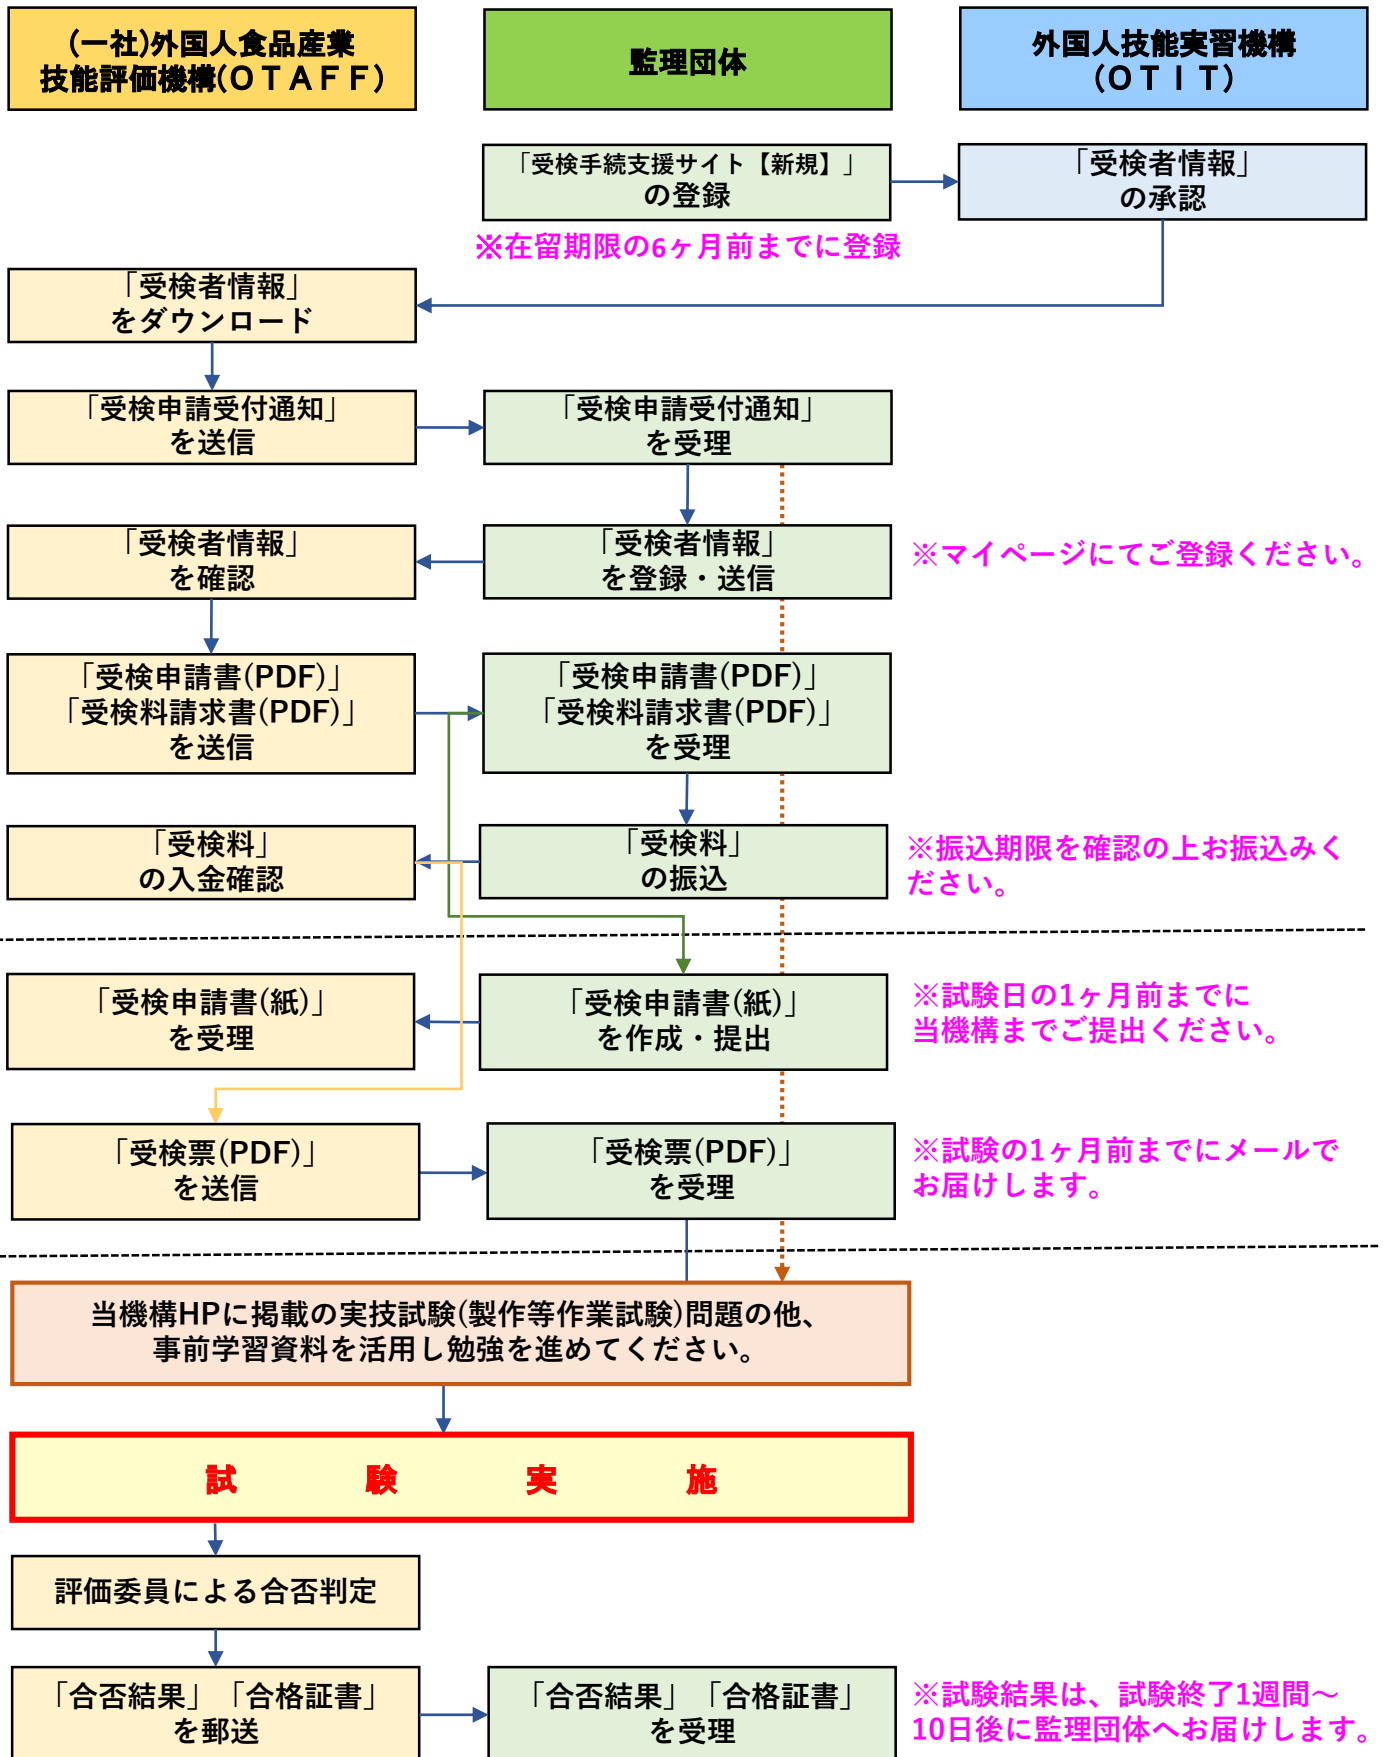 (一社)外国人食品産業
技能評価機構(ＯＴＡＦＦ)
監理団体
外国人技能実習機構
(ＯＴＩＴ)
「受検手続支援サイト【新規】」
の登録
「受検者情報」
の承認
※在留期限の6ヶ月前までに登録
「受検者情報」
をダウンロード
「受検申請受付通知」
を送信
「受検申請受付通知」
を受理
「受検者情報」
を確認
「受検者情報」
を登録・送信
※マイページにてご登録ください。
「受検申請書(PDF)」
「受検料請求書(PDF)」
を送信
「受検申請書(PDF)」
「受検料請求書(PDF)」
を受理
「受検料」
の入金確認
「受検料」
の振込
※振込期限を確認の上お振込みく
ださい。
「受検申請書(紙)」
を受理
「受検申請書(紙)」
を作成・提出
※試験日の1ヶ月前までに
当機構までご提出ください。
「受検票(PDF)」
を送信
「受検票(PDF)」
を受理
※試験の1ヶ月前までにメールで
お届けします。
当機構HPに掲載の実技試験(製作等作業試験)問題の他、
事前学習資料を活用し勉強を進めてください。
試　験　実　施
評価委員による合否判定
「合否結果」「合格証書」
を郵送
「合否結果」「合格証書」
を受理
※試験結果は、試験終了1週間～
10日後に監理団体へお届けします。